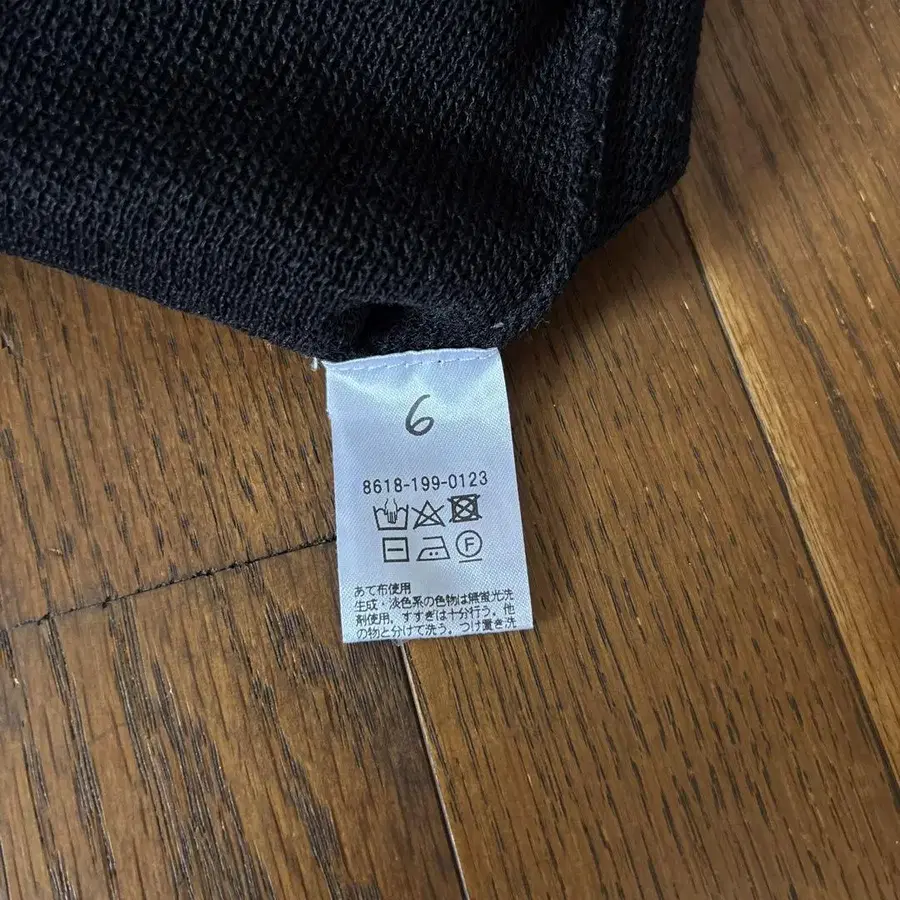 6
8618-199-0123
F
あて布使用
生成・淡色系の色物は無蛍光洗
剤使用。すすぎは十分行う。他
の物と分けて洗う。つけ置き洗